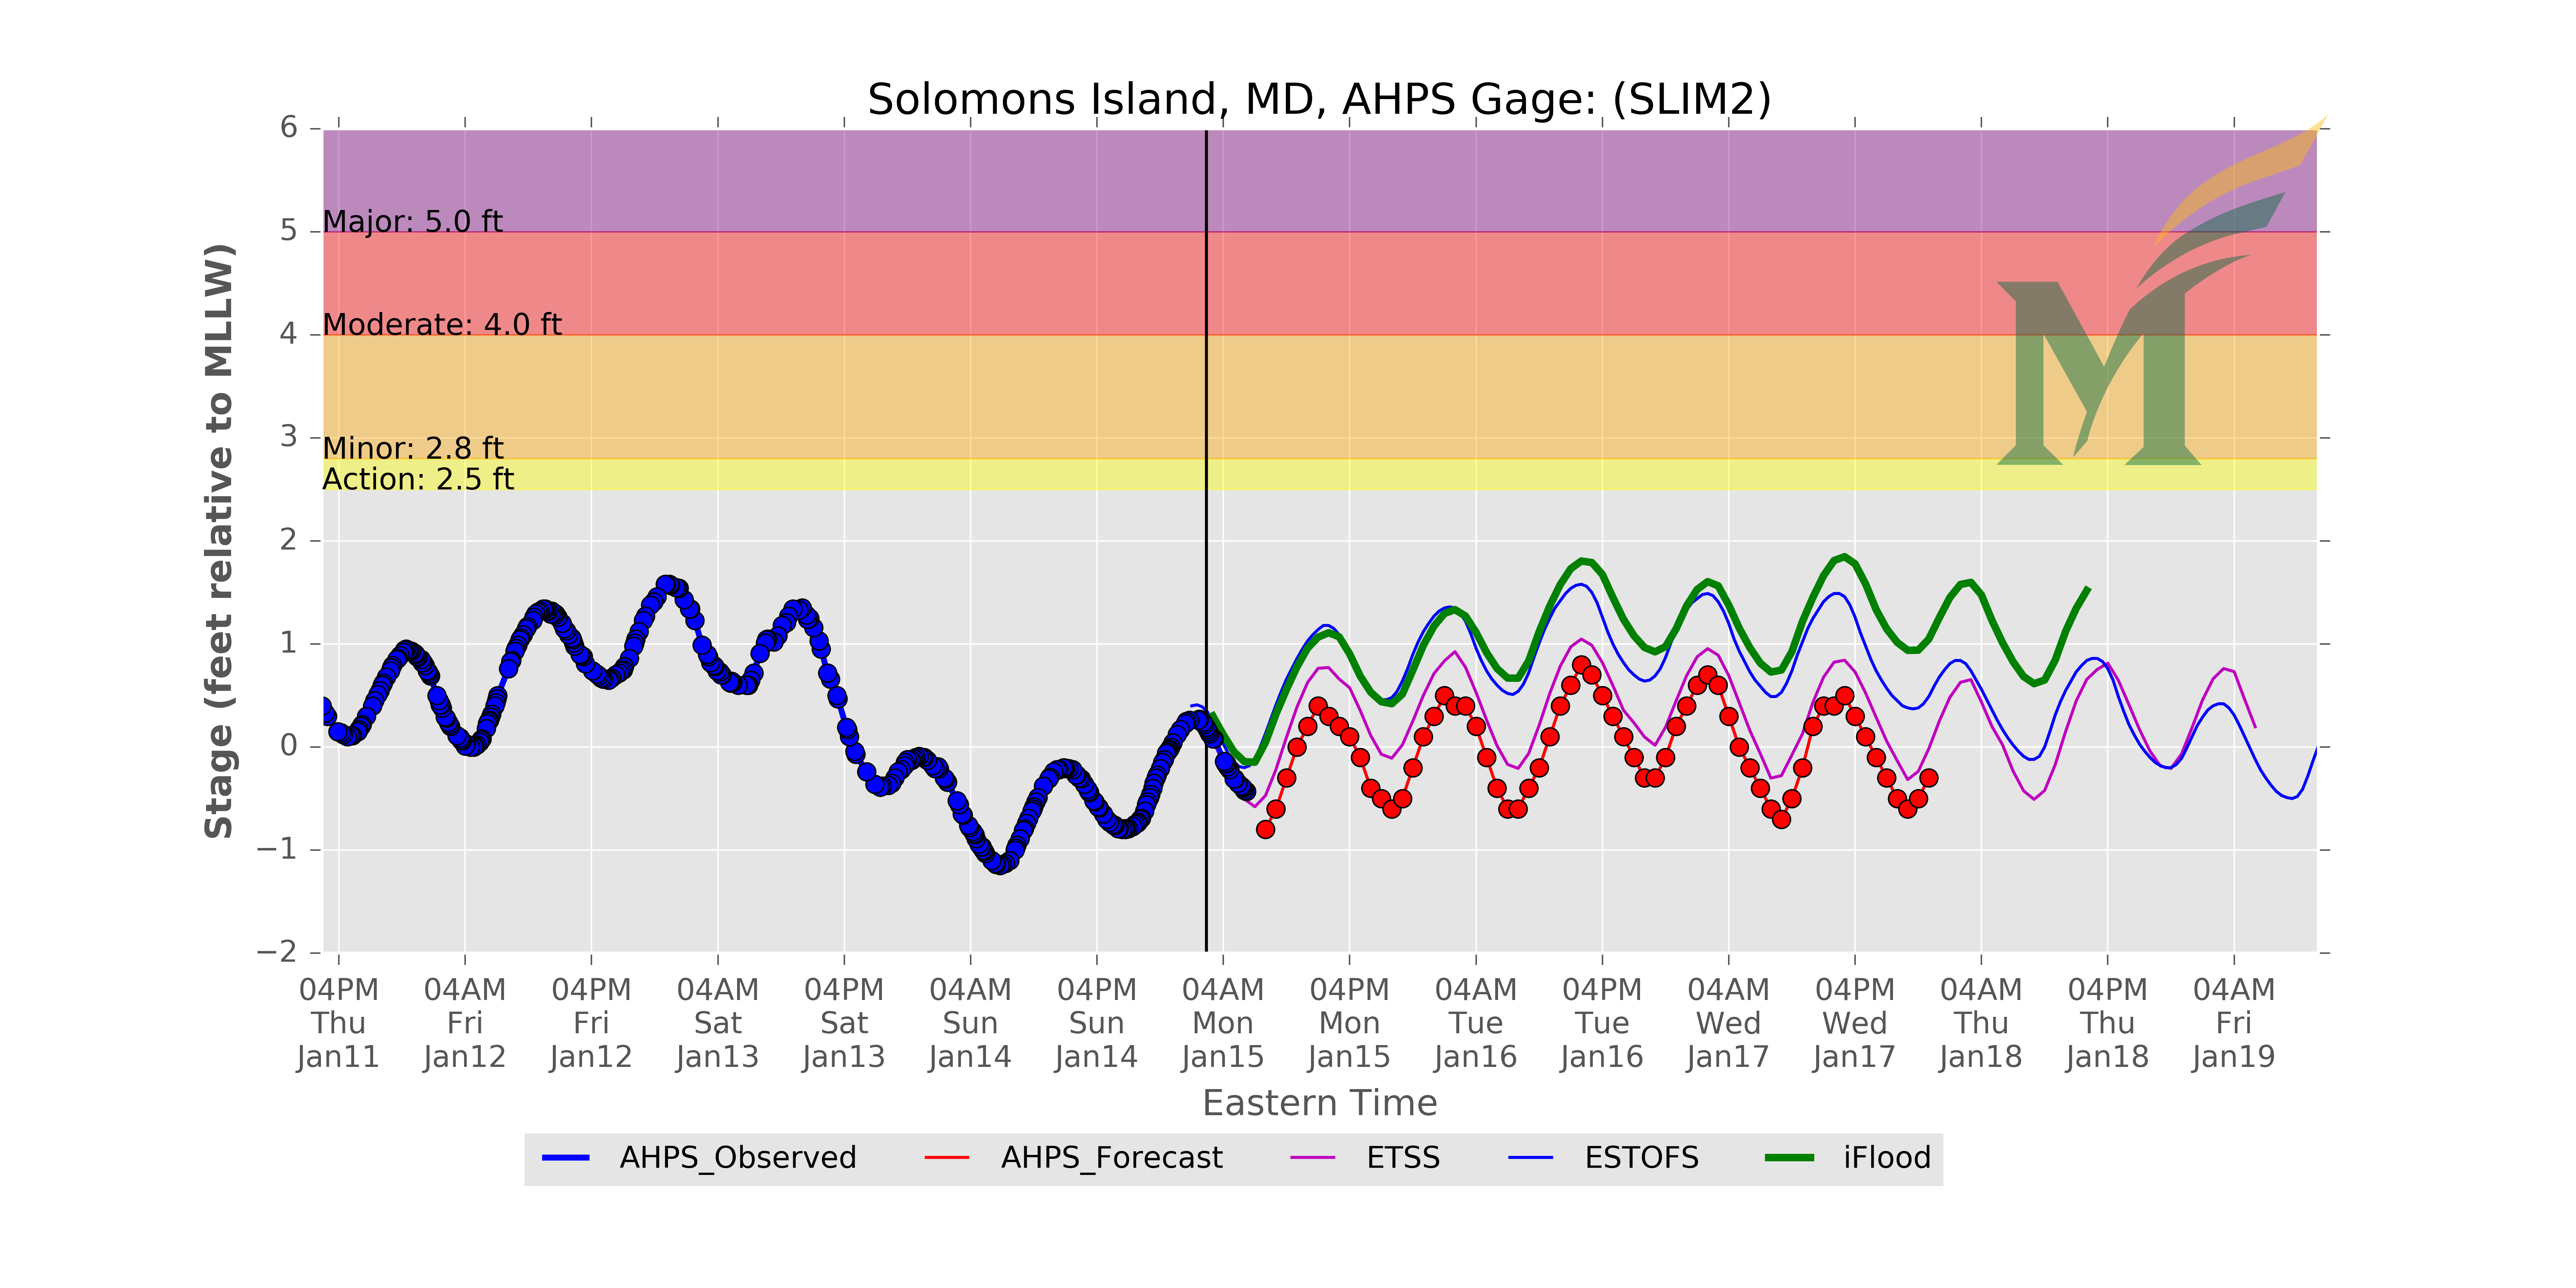 Solomons Island, MD, AHPS Gage: (SLIM2)
Stage (feet relative to MLLW)
6
5
4
3
2
1
0
−1
−2
Major: 5.0 ft
Moderate: 4.0 ft
Minor: 2.8 ft
Action: 2.5 ft
M
04PM 04AM 04PM 04AM 04PM 04AM 04PM 04AM 04PM 04AM 04PM 04AM 04PM 04AM 04PM 04AM
Thu Fri Fri Sat Sat Sun Sun Mon Mon Tue Tue Wed Wed Thu Thu Fri
Jan11 Jan12 Jan12 Jan13 Jan13 Jan14 Jan14 Jan15 Jan15 Jan16 Jan16 Jan17 Jan17 Jan18 Jan18 Jan19
Eastern Time
AHPS_Observed AHPS_Forecast ETSS ESTOFS iFlood